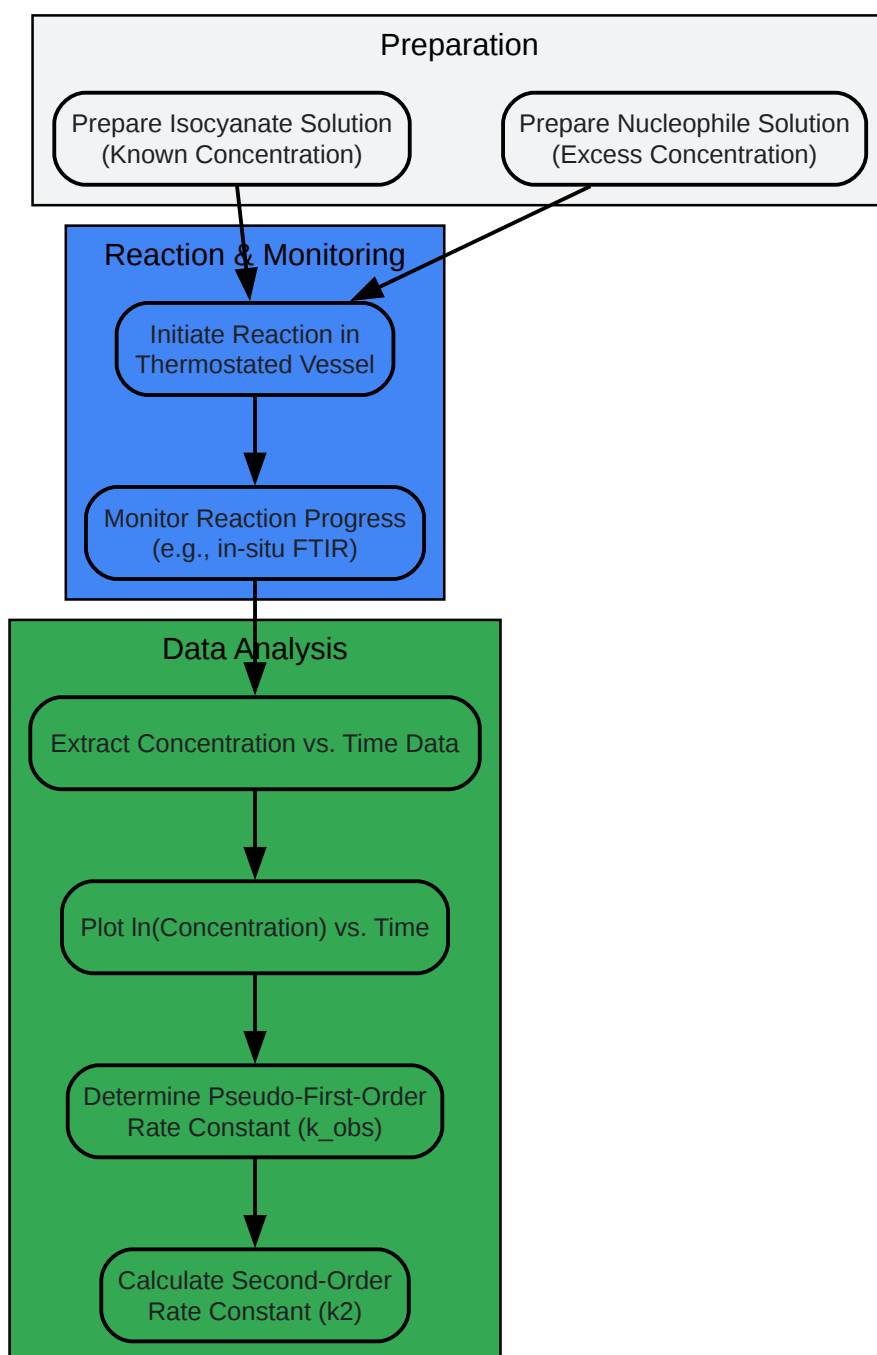 Preparation
Prepare Isocyanate Solution
(Known Concentration)
Prepare Nucleophile Solution
(Excess Concentration)
Reaction & Monitoring
Initiate Reaction in
Thermostated Vessel
Monitor Reaction Progress
(e.g., in-situ FTIR)
Data Analysis
Extract Concentration vs. Time Data
Plot ln(Concentration) vs. Time
Determine Pseudo-First-Order
Rate Constant (k_obs)
Calculate Second-Order
Rate Constant (k2)